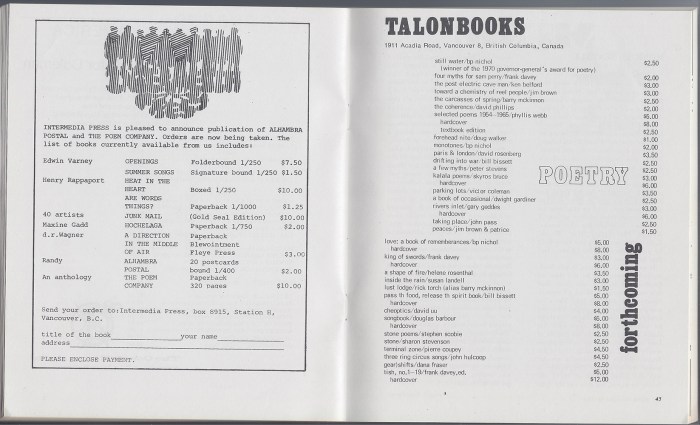 INTERMEDIA PRESS is pleased to announce publication of ALHAMBRA
POSTAL and THE POEM COMPANY. Orders are now being taken. The
list of books currently available from us includes:
Edwin Varney OPENINGS Folderbound 1/250 $7.50
SUMMER SONGS Signature bound 1/250 $1.50
Henry Rappaport HEAT IN THE
HEART Boxed 1/250 $10.00
ARE WORDS
THINGS? Paperback 1/1000 $1.25
40 artists JUNK MAIL (Gold Seal Edition) $10.00
Maxine Gadd HOCHELAGA Paperback 1/750 $2.00
d.r.Wagner A DIRECTION Paperback
IN THE MIDDLE Blewointment
OF AIR Fleye Press $3.00
Randy ALHAMBRA 20 postcards
POSTAL bound 1/400 $2.00
An anthology THE POEM Paperback
COMPANY 320 pages $10.00
Send your order to:Intermedia Press, box 8915, Station H,
Vancouver, B.C.
title of the book your name
address
PLEASE ENCLOSE PAYMENT.
TALONBOOKS
1911 Acadia Road, Vancouver 8, British Columbia, Canada
still water/bp nichol $2.50
(winner of the 1970 governor-general's award for poetry)
four myths for sam perry/frank davey $2.00
the post electric cave man/ken belford $3.00
toward a chemistry of reel people/jim brown $3.00
the carcasses of spring/barry mckinnon $2.50
the coherence/david phillips $2.00
selected poems 1954-1965/phyllis webb $5.00
hardcover $8.00
textbook edition $2.50
forehead nite/doug walker $1.00
monotones/bp nichol $2.00
paris & london/david rosenberg $3.50
drifting into war/bill bissett $2.50
a few myths/peter stevens $2.50
katala poems/skyros bruce $3.00
hardcover $6.00
parking lots/victor coleman $3.50
a book of occasional/dwight gardiner $2.50
rivers inlet/gary geddes $3.00
hardcover $6.00
taking place/john pass $2.50
peaces/jim brown & patrice $1.50
POETRY
love: a book of remembrances/bp nichol $5.00
hardcover $8.00
king of swords/frank davey $3.00
hardcover $6.00
a shape of fire/helene rosenthal $3.50
inside the rain/susan landell $3.00
lust lodge/rick torch (alies barry mckinnon) $1.50
pass th food, release th spirit book/bill bissett $5.00
hardcover $8.00
cheoptics/david uu $4.00
songbook/douglas barbour $5.00
hardcover $8.00
stone poems/stephen scobie $2.50
stone/sharon stevenson $2.50
terminal zone/pierre coupey $4.50
three ring circus songs/john hulcoop $4.50
gear|shifts/dana fraser $2.50
tish, no.1-19/frank davey,ed. $5.00
hardcover $12.00
forthcoming